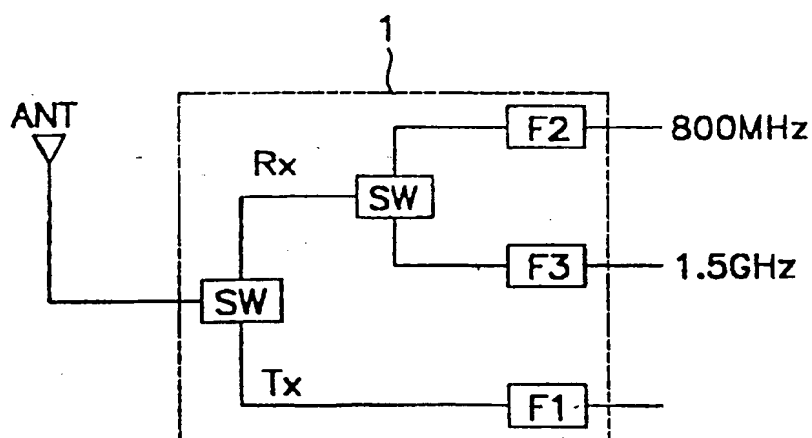 1
ANT
F2
800MHz
Rx
SW
F3
1.5GHz
SW
Tx
F1